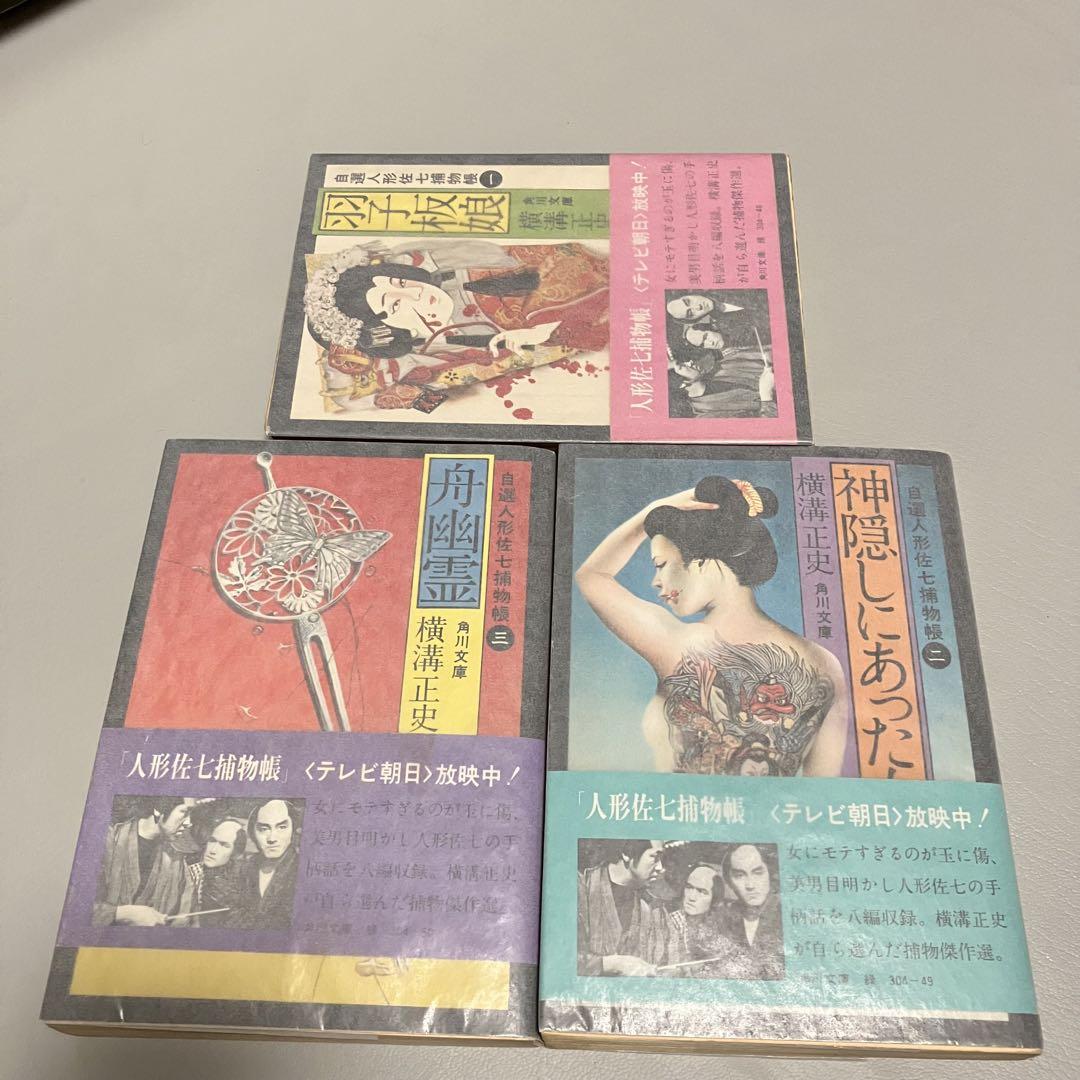 自選人形佐七捕物帳 一
羽子板娘
角川文庫
横溝正史
「人形佐七捕物帳」〈テレビ朝日〉放映中！
女にモテすぎるのが玉に傷、
美男目明かし人形佐七の手
柄話を八編収録。横溝正史
が自ら選んだ捕物傑作選。
角川文庫 緑 304-48
自選人形佐七捕物帳 三
舟幽霊
角川文庫
横溝正史
「人形佐七捕物帳」〈テレビ朝日〉放映中！
女にモテすぎるのが玉に傷、
美男目明かし人形佐七の手
柄話を八編収録。横溝正史
が自ら選んだ捕物傑作選。
角川文庫 緑 304-50
自選人形佐七捕物帳 二
神隠しにあった
横溝正史
角川文庫
「人形佐七捕物帳」〈テレビ朝日〉放映中！
女にモテすぎるのが玉に傷、
美男目明かし人形佐七の手
柄話を八編収録。横溝正史
が自ら選んだ捕物傑作選。
文庫 緑 304-49